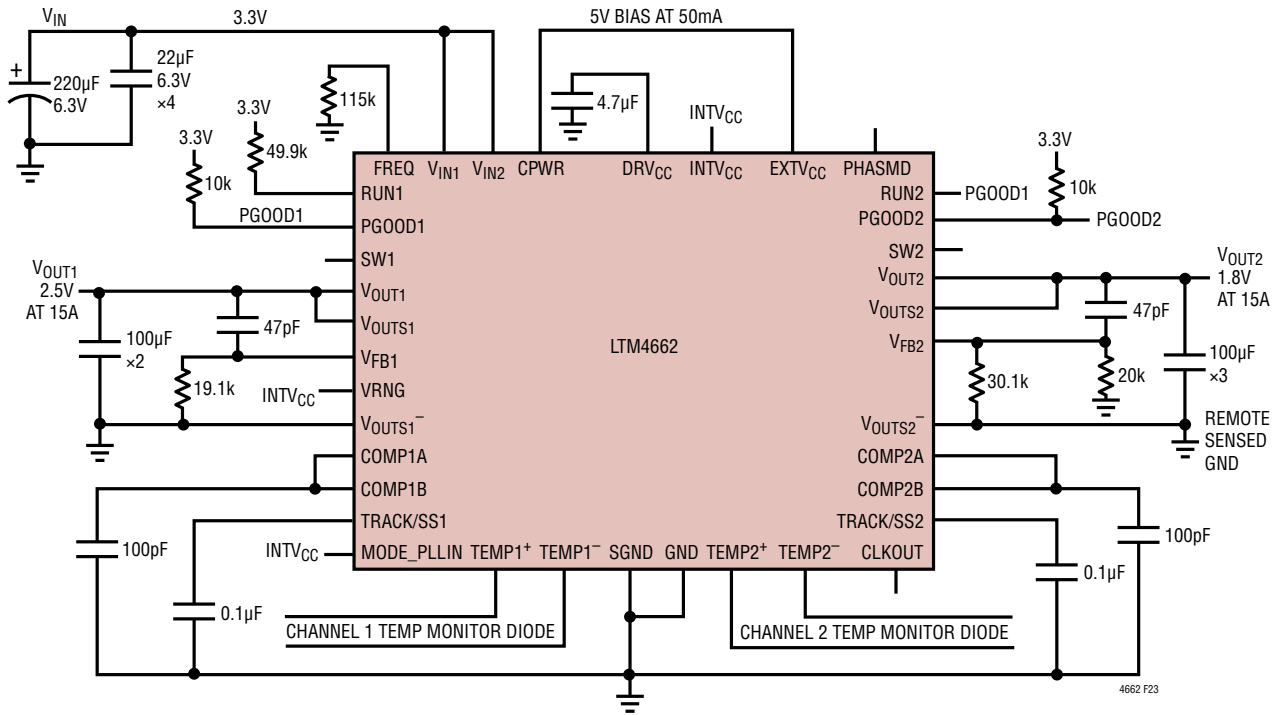 VIN
3.3V
5V BIAS AT 50mA
+
220µF
6.3V
22µF
6.3V
×4
3.3V
49.9k
115k
4.7µF
INTVCC
3.3V
10k
3.3V
10k
PGOOD1
FREQ VIN1 VIN2 CPWR DRVCC INTVCC EXTVCC PHASMD
RUN1
PGOOD1
SW1
VOUT1
VOUTS1
VFB1
VRNG
VOUTS1–
COMP1A
COMP1B
TRACK/SS1
MODE_PLLIN TEMP1+ TEMP1– SGND GND TEMP2+ TEMP2– CLKOUT
LTM4662
RUN2
PGOOD2
SW2
VOUT2
VOUTS2
VFB2
VOUTS2–
COMP2A
COMP2B
TRACK/SS2
PGOOD1
PGOOD2
VOUT1
2.5V
AT 15A
100µF
×2
47pF
19.1k
INTVCC
100pF
INTVCC
0.1µF
VOUT2
1.8V
AT 15A
47pF
30.1k
20k
100µF
×3
REMOTE
SENSED
GND
100pF
0.1µF
CHANNEL 1 TEMP MONITOR DIODE
CHANNEL 2 TEMP MONITOR DIODE
4662 F23